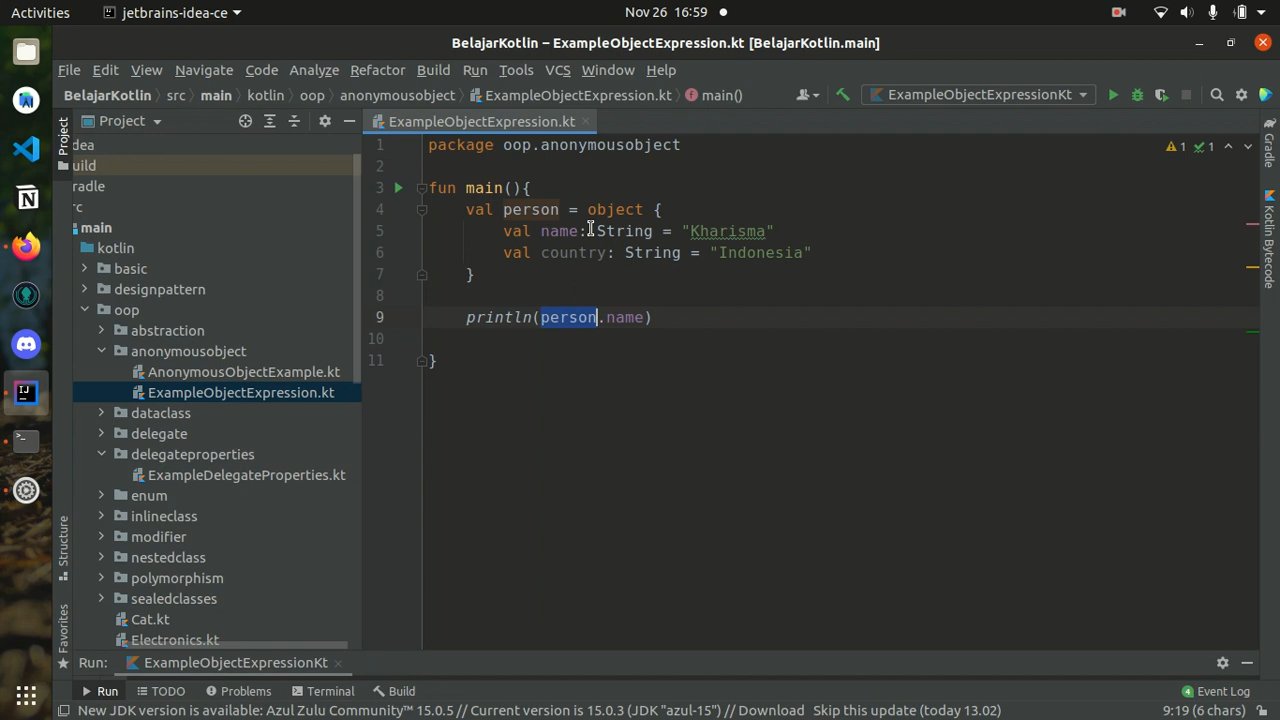 Activities jetbrains-idea-ce Nov 26 16:59
BelajarKotlin – ExampleObjectExpression.kt [BelajarKotlin.main]
File Edit View Navigate Code Analyze Refactor Build Run Tools VCS Window Help
BelajarKotlin src main kotlin oop anonymousobject ExampleObjectExpression.kt main() ExampleObjectExpressionKt
Project
Project
ExampleObjectExpression.kt
Gradle
Kotlin Bytecode
Structure
Favorites
dea
uild
radle
rc
main
kotlin
basic
designpattern
oop
abstraction
anonymousobject
AnonymousObjectExample.kt
ExampleObjectExpression.kt
dataclass
delegate
delegateproperties
ExampleDelegateProperties.kt
enum
inlineclass
modifier
nestedclass
polymorphism
sealedclasses
Cat.kt
Electronics.kt
1 package oop.anonymousobject 1 1
2
3 fun main(){
4 val person = object {
5 val name: String = "Kharisma"
6 val country: String = "Indonesia"
7 }
8
9 println(person.name)
10
11 }
Run: ExampleObjectExpressionKt
Run TODO Problems Terminal Build 4 Event Log
New JDK version is available: Azul Zulu Community™ 15.0.5 // Current version is 15.0.3 (JDK "azul-15") // Download Skip this update (today 13.02) 9:19 (6 chars)